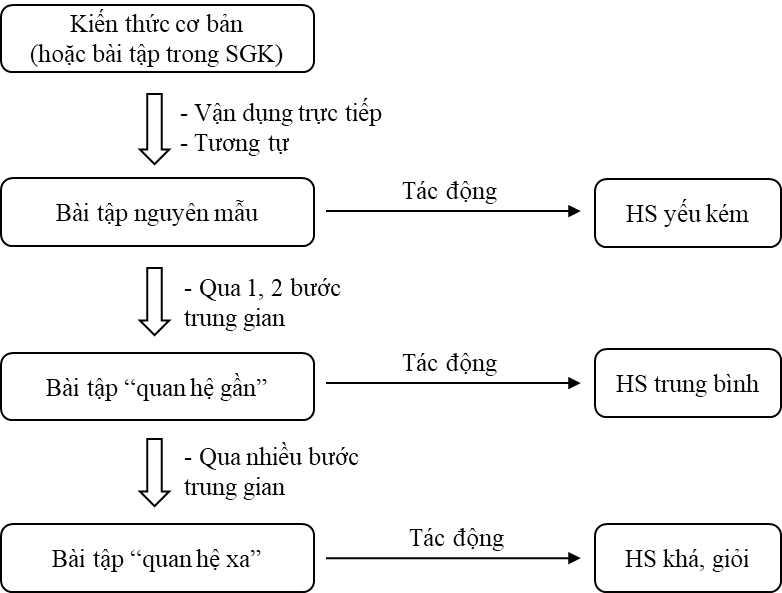 Kiến thức cơ bản
(hoặc bài tập trong SGK)
- Vận dụng trực tiếp
- Tương tự
Bài tập nguyên mẫu
Tác động
HS yếu kém
- Qua 1, 2 bước
trung gian
Bài tập “quan hệ gần”
Tác động
HS trung bình
- Qua nhiều bước
trung gian
Bài tập “quan hệ xa”
Tác động
HS khá, giỏi